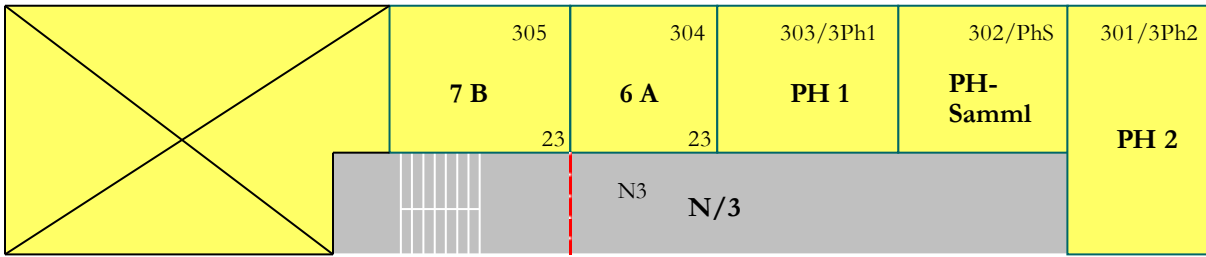 305
304
303/3Ph1
302/PhS
301/3Ph2
7 B
6 A
PH 1
PH-
Samml
PH 2
23
23
N3
N/3